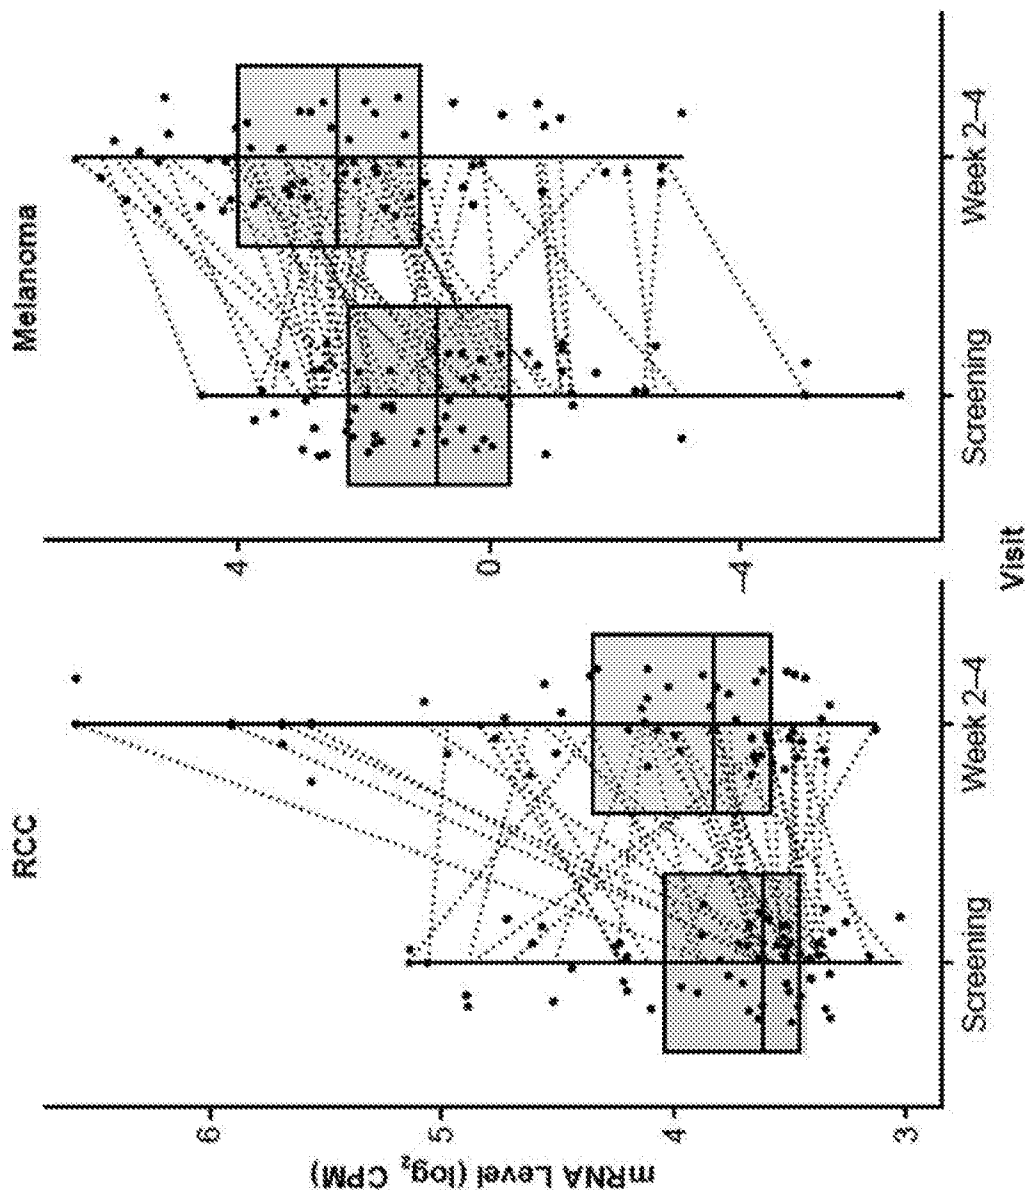 RCC
Melanoma
mRNA Level (log₂ CPM)
6
5
4
3
4
0
–4
Screening
Week 2–4
Screening
Week 2–4
Visit